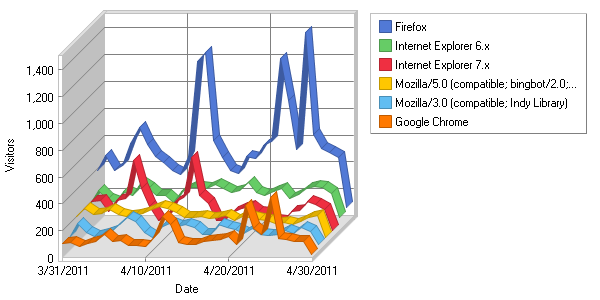 Firefox
Internet Explorer 6.x
Internet Explorer 7.x
Mozilla/5.0 (compatible; bingbot/2.0;...
Mozilla/3.0 (compatible; Indy Library)
Google Chrome
Visitors
1,400
1,200
1,000
800
600
400
200
0
3/31/2011 4/10/2011 4/20/2011 4/30/2011
Date